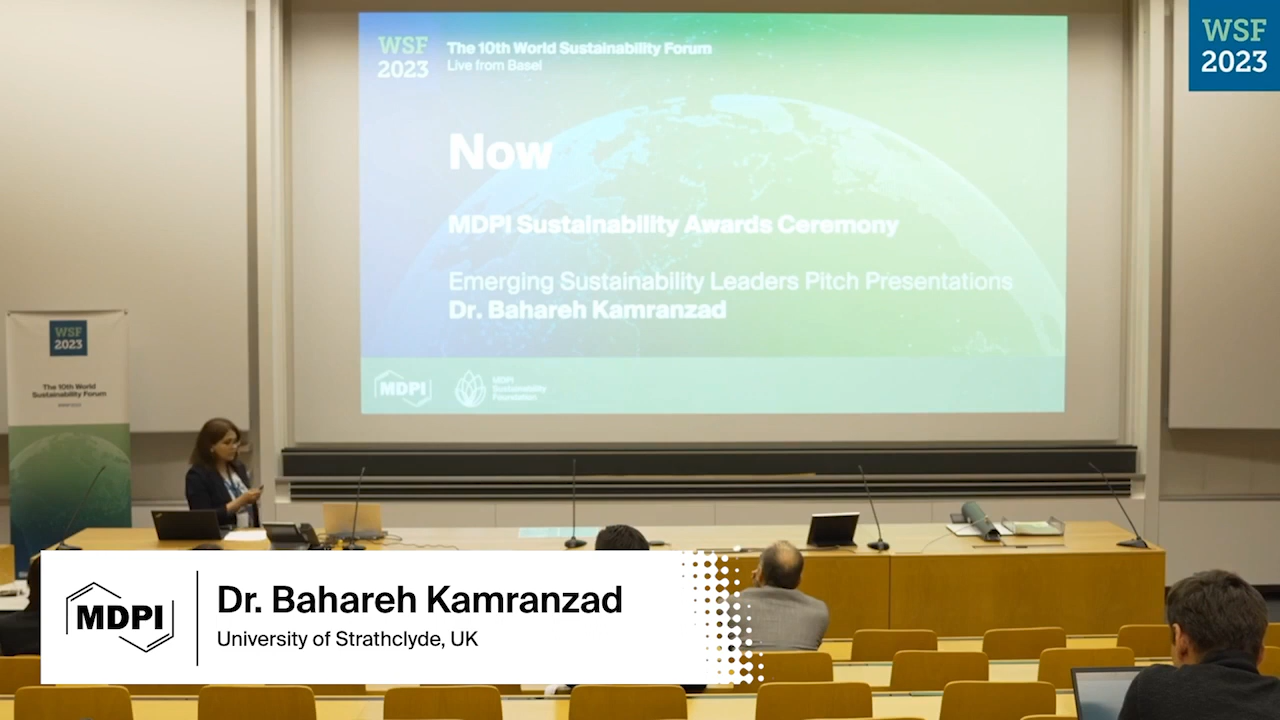 WSF
2023
The 10th World Sustainability Forum
Live from Basel
Now
MDPI Sustainability Awards Ceremony
Emerging Sustainability Leaders Pitch Presentations
Dr. Bahareh Kamranzad
MDPI
MDPI
Sustainability
Foundation
WSF
2023
WSF
2023
The 10th World
Sustainability Forum
MDPI
Dr. Bahareh Kamranzad
University of Strathclyde, UK